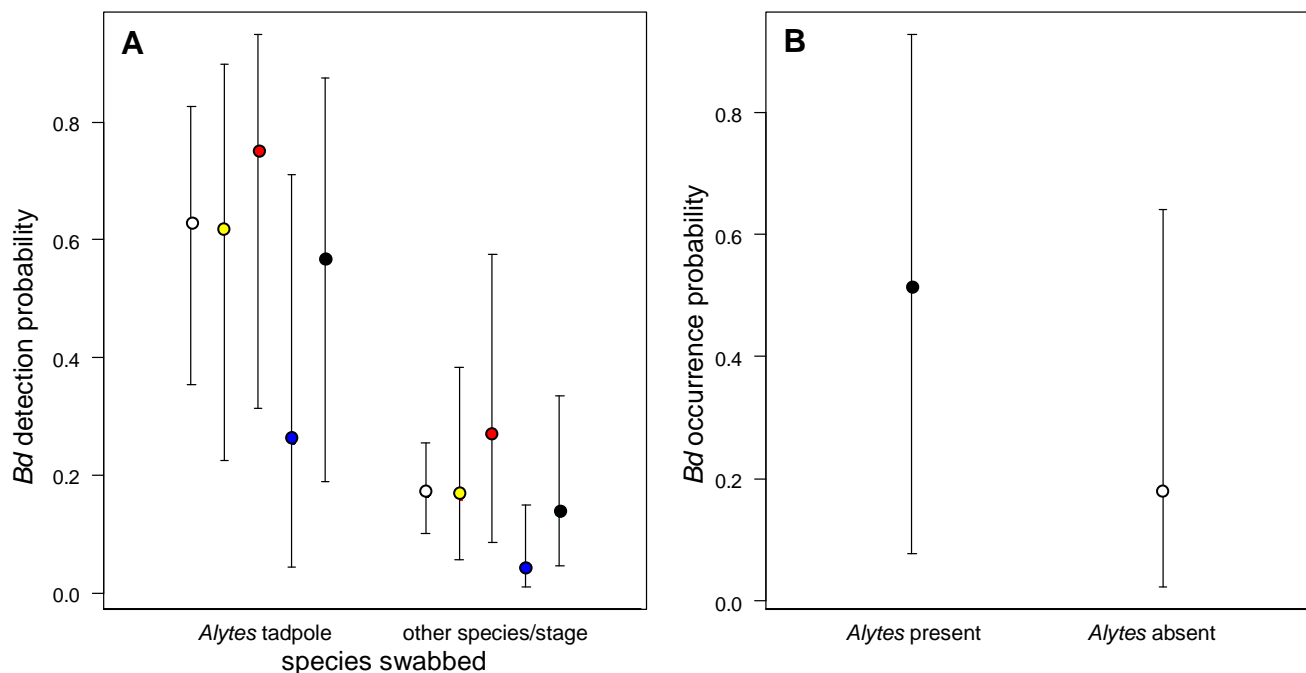 A
Bd detection probability
0.8
0.6
0.4
0.2
0.0
Alytes tadpole
other species/stage
species swabbed
B
Bd occurrence probability
0.8
0.6
0.4
0.2
0.0
Alytes present
Alytes absent